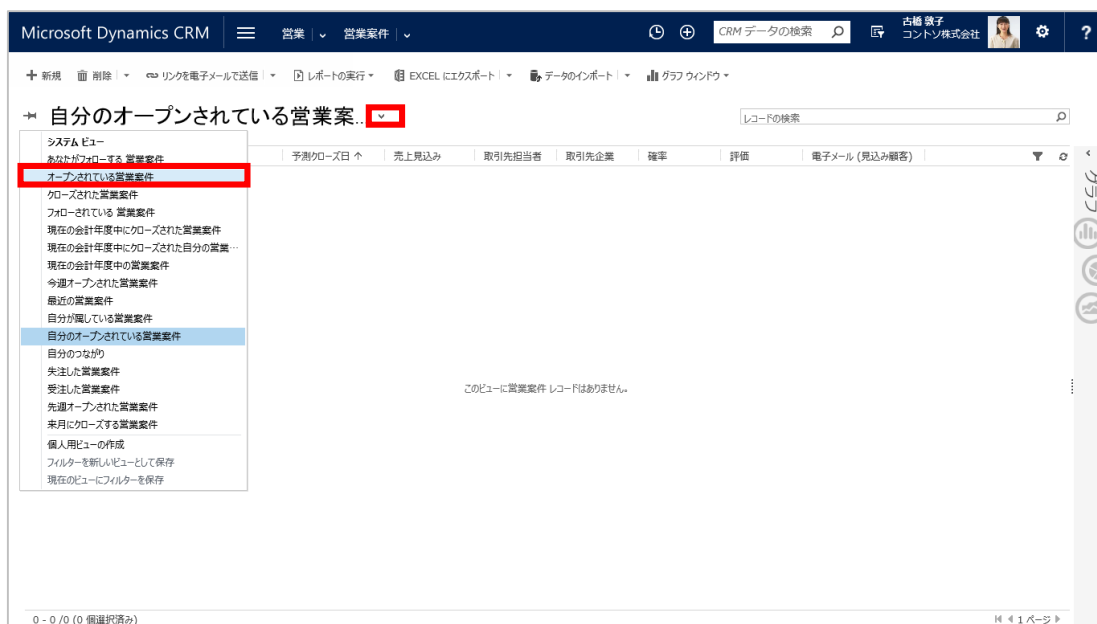 Microsoft Dynamics CRM 営業 営業案件 CRM データの検索 古橋 敦子 コントソ株式会社 ?
新規 削除 リンクを電子メールで送信 レポートの実行 EXCEL にエクスポート データのインポート グラフ ウィンドウ
自分のオープンされている営業案… レコードの検索
予測クローズ日 売上見込み 取引先担当者 取引先企業 確率 評価 電子メール (見込み顧客)
グラフ
システム ビュー
あなたがフォローする 営業案件
オープンされている営業案件
クローズされた営業案件
フォローされている 営業案件
現在の会計年度中にクローズされた営業案件
現在の会計年度中にクローズされた自分の営業…
現在の会計年度中の営業案件
今週オープンされた営業案件
最近の営業案件
自分が属している営業案件
自分のオープンされている営業案件
自分のつながり
失注した営業案件
受注した営業案件
先週オープンされた営業案件
来月にクローズする営業案件
個人用ビューの作成
フィルターを新しいビューとして保存
現在のビューにフィルターを保存
このビューに営業案件 レコードはありません。
0 - 0 /0 (0 個選択済み) 1 ページ